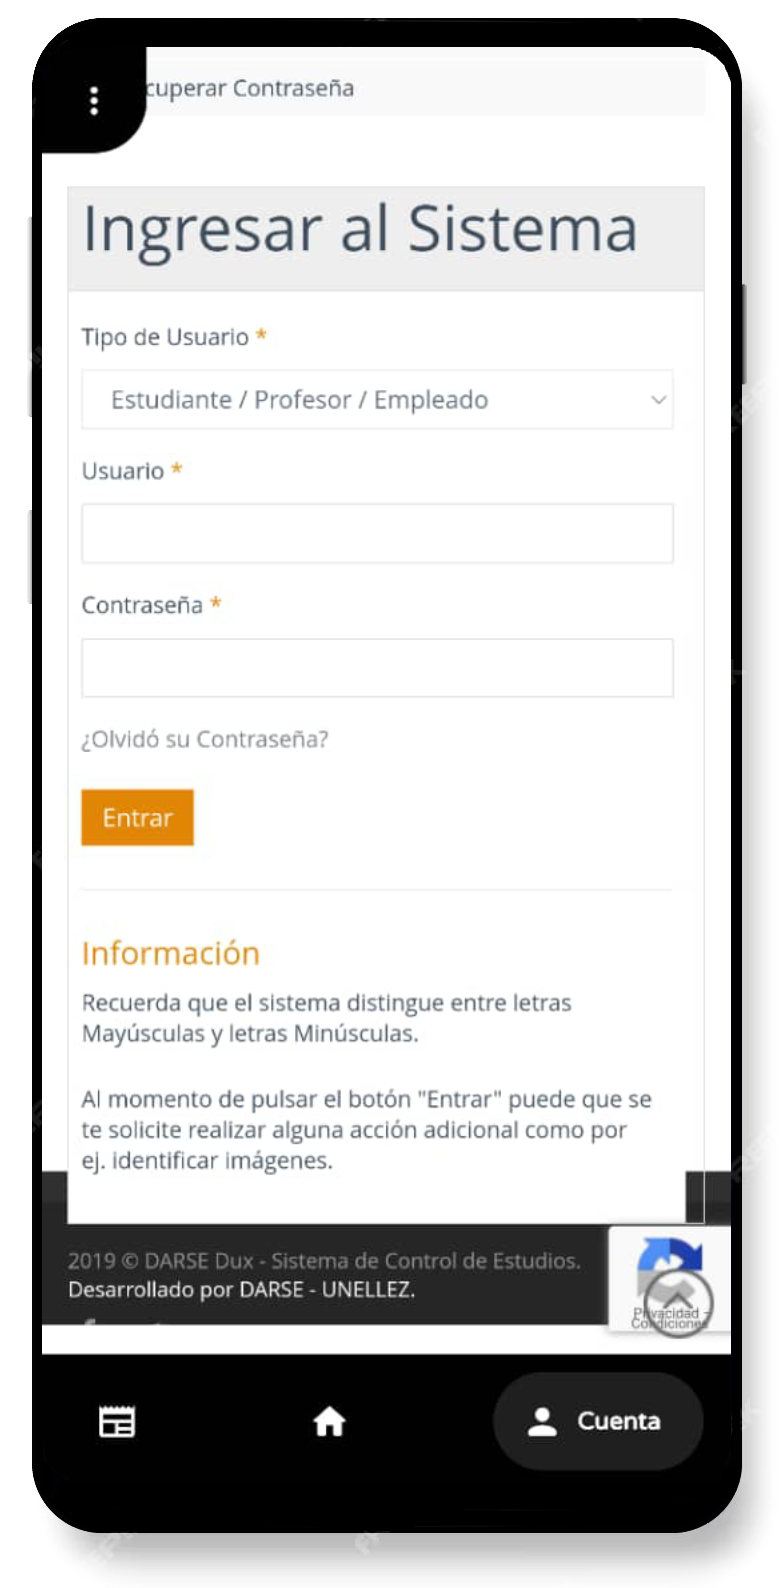 cuperar Contraseña
Ingresar al Sistema
Tipo de Usuario *
Estudiante / Profesor / Empleado
Usuario *
Contraseña *
¿Olvidó su Contraseña?
Entrar
Información
Recuerda que el sistema distingue entre letras
Mayúsculas y letras Minúsculas.
Al momento de pulsar el botón "Entrar" puede que se
te solicite realizar alguna acción adicional como por
ej. identificar imágenes.
2019 © DARSE Dux - Sistema de Control de Estudios.
Desarrollado por DARSE - UNELLEZ.
Privacidad -
Condiciones
Cuenta